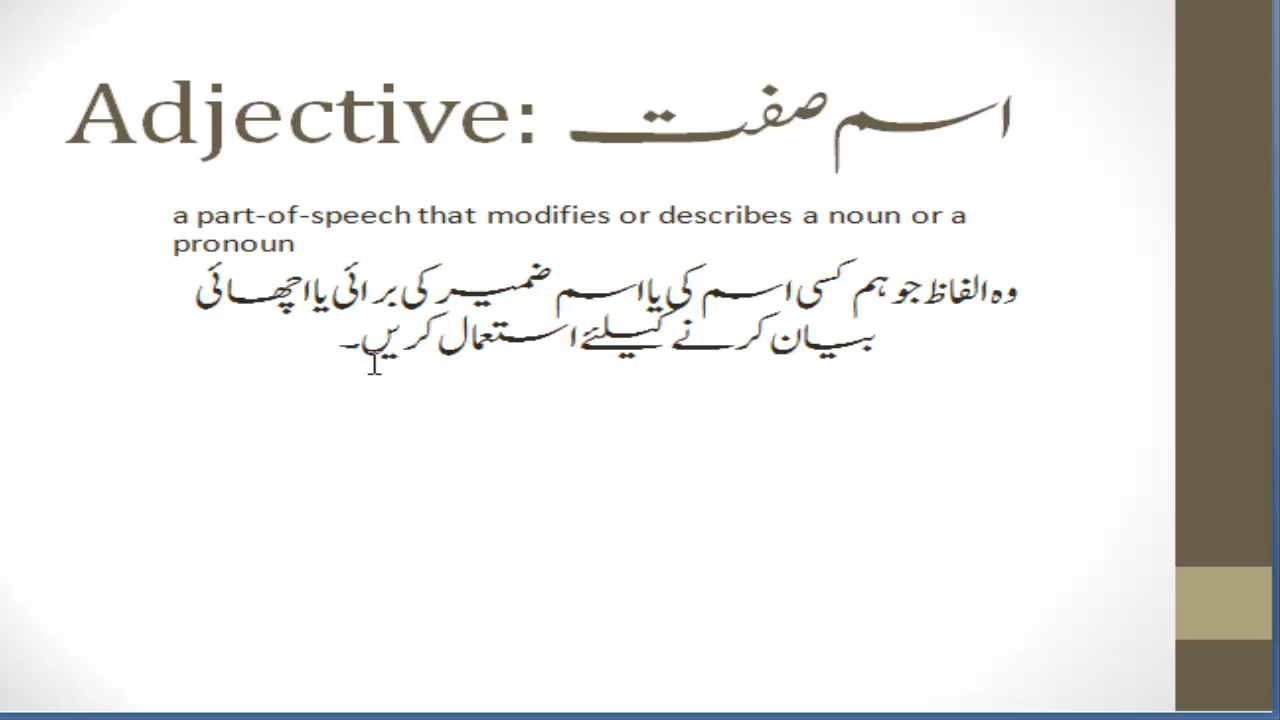 Adjective: اسم صفت
a part-of-speech that modifies or describes a noun or a
pronoun
وہ الفاظ جو ہم کسی اسم کی یا اسم ضمیر کی برائی یا اچھائی
بیان کرنے کیلئے استعمال کریں۔